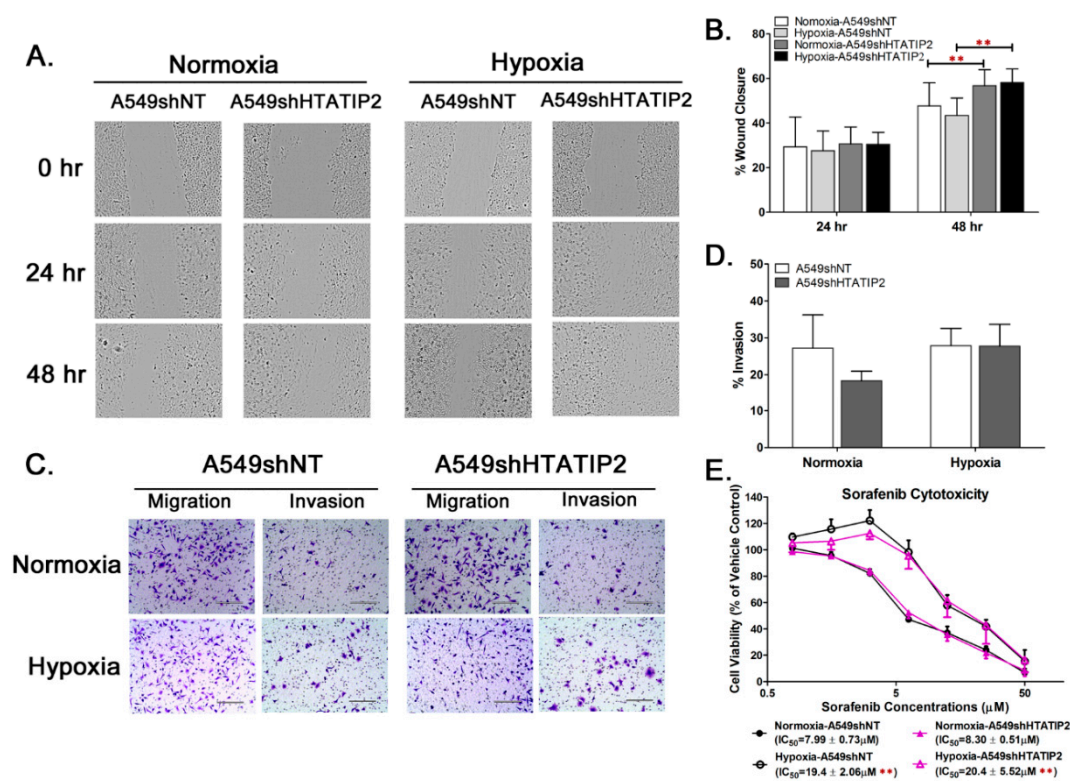 A.
Normoxia
Hypoxia
A549shNT
A549shHTATIP2
A549shNT
A549shHTATIP2
0 hr
24 hr
48 hr
B.
Normoxia-A549shNT
Hypoxia-A549shNT
Normoxia-A549shHTATIP2
Hypoxia-A549shHTATIP2
% Wound Closure
80
60
40
20
0
**
**
24 hr
48 hr
C.
A549shNT
A549shHTATIP2
Migration
Invasion
Migration
Invasion
Normoxia
Hypoxia
D.
A549shNT
A549shHTATIP2
% Invasion
50
40
30
20
10
0
Normoxia
Hypoxia
E.
Sorafenib Cytotoxicity
Cell Viability (% of Vehicle Control)
140
120
100
80
60
40
20
0
0.5
5
50
Sorafenib Concentrations (μM)
Normoxia-A549shNT
(IC50=7.99 ± 0.73μM)
Normoxia-A549shHTATIP2
(IC50=8.30 ± 0.51μM)
Hypoxia-A549shNT
(IC50=19.4 ± 2.06μM **)
Hypoxia-A549shHTATIP2
(IC50=20.4 ± 5.52μM **)